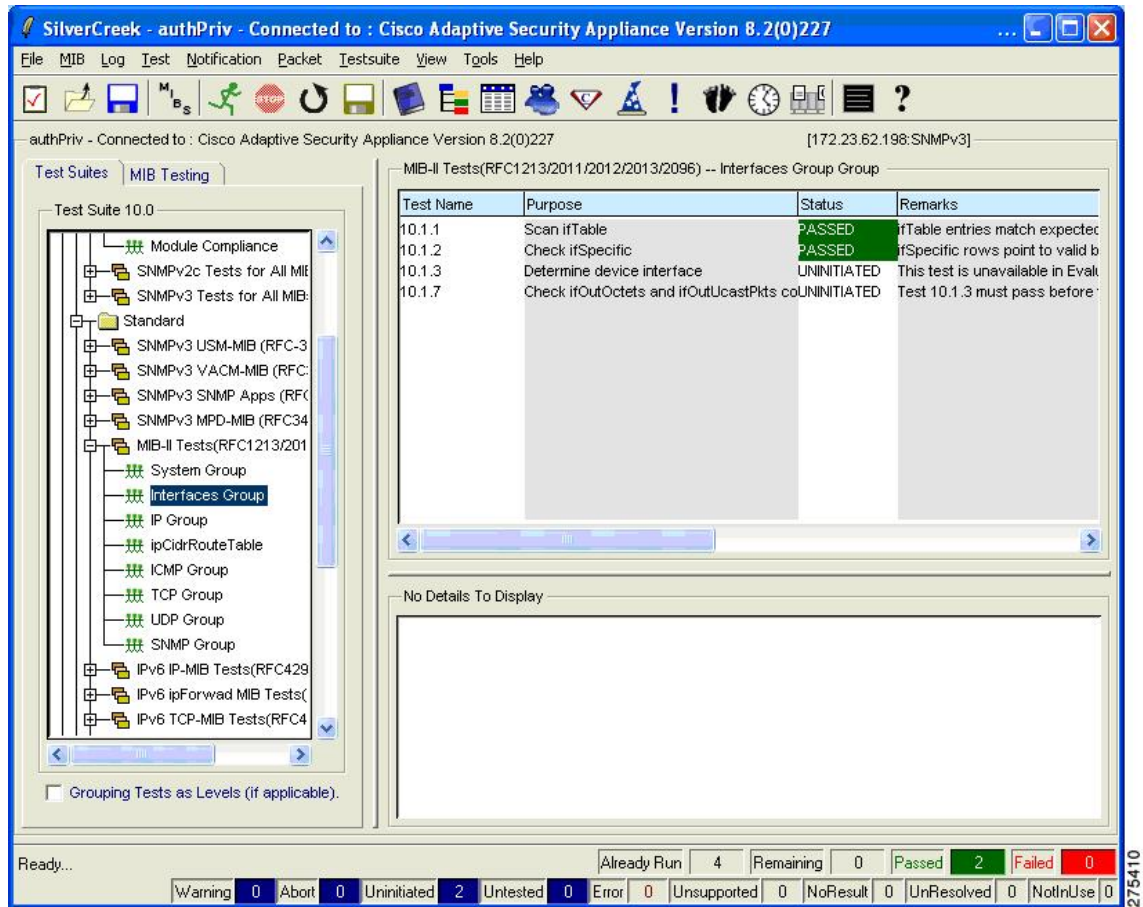 SilverCreek - authPriv - Connected to : Cisco Adaptive Security Appliance Version 8.2(0)227 ...
File MIB Log Test Notification Packet Testsuite View Tools Help
MIBs STOP C ! ?
authPriv - Connected to : Cisco Adaptive Security Appliance Version 8.2(0)227 [172.23.62.198:SNMPv3]
Test Suites MIB Testing
Test Suite 10.0
Module Compliance
SNMPv2c Tests for All MIB
SNMPv3 Tests for All MIB:
Standard
SNMPv3 USM-MIB (RFC-3
SNMPv3 VACM-MIB (RFC:
SNMPv3 SNMP Apps (RFC
SNMPv3 MPD-MIB (RFC34
MIB-II Tests(RFC1213/201
System Group
Interfaces Group
IP Group
ipCidrRouteTable
ICMP Group
TCP Group
UDP Group
SNMP Group
IPv6 IP-MIB Tests(RFC429
IPv6 ipForwad MIB Tests(
IPv6 TCP-MIB Tests(RFC4
Grouping Tests as Levels (if applicable).
MIB-II Tests(RFC1213/2011/2012/2013/2096) -- Interfaces Group Group
Test Name Purpose Status Remarks
10.1.1 Scan ifTable PASSED ifTable entries match expected
10.1.2 Check ifSpecific PASSED ifSpecific rows point to valid b
10.1.3 Determine device interface UNINITIATED This test is unavailable in Evalu
10.1.7 Check ifOutOctets and ifOutUcastPkts co UNINITIATED Test 10.1.3 must pass before
No Details To Display
Ready... Already Run 4 Remaining 0 Passed 2 Failed 0
Warning 0 Abort 0 Uninitiated 2 Untested 0 Error 0 Unsupported 0 NoResult 0 UnResolved 0 NotInUse 0
275410